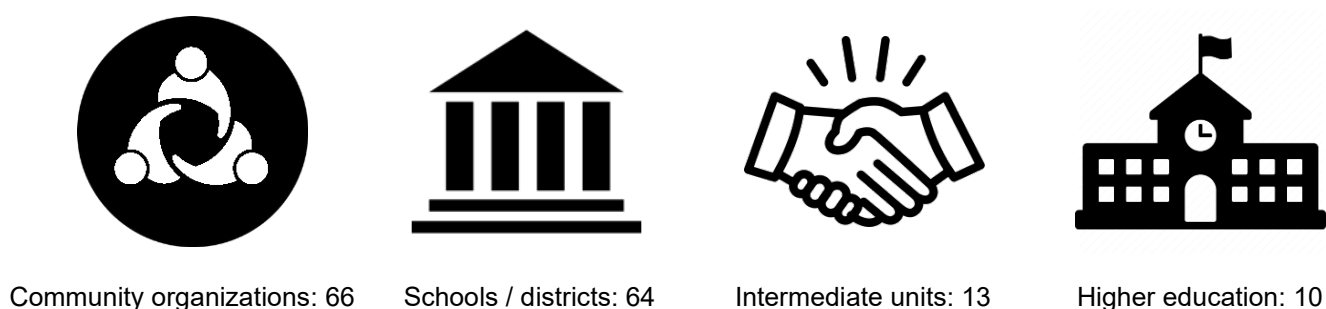 Community organizations: 66
Schools / districts: 64
Intermediate units: 13
Higher education: 10